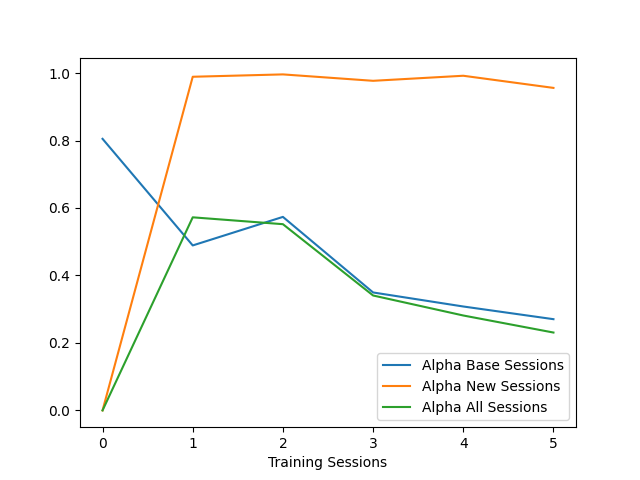 1.0
0.8
0.6
0.4
0.2
0.0
Alpha Base Sessions
Alpha New Sessions
Alpha All Sessions
0 1 2 3 4 5
Training Sessions